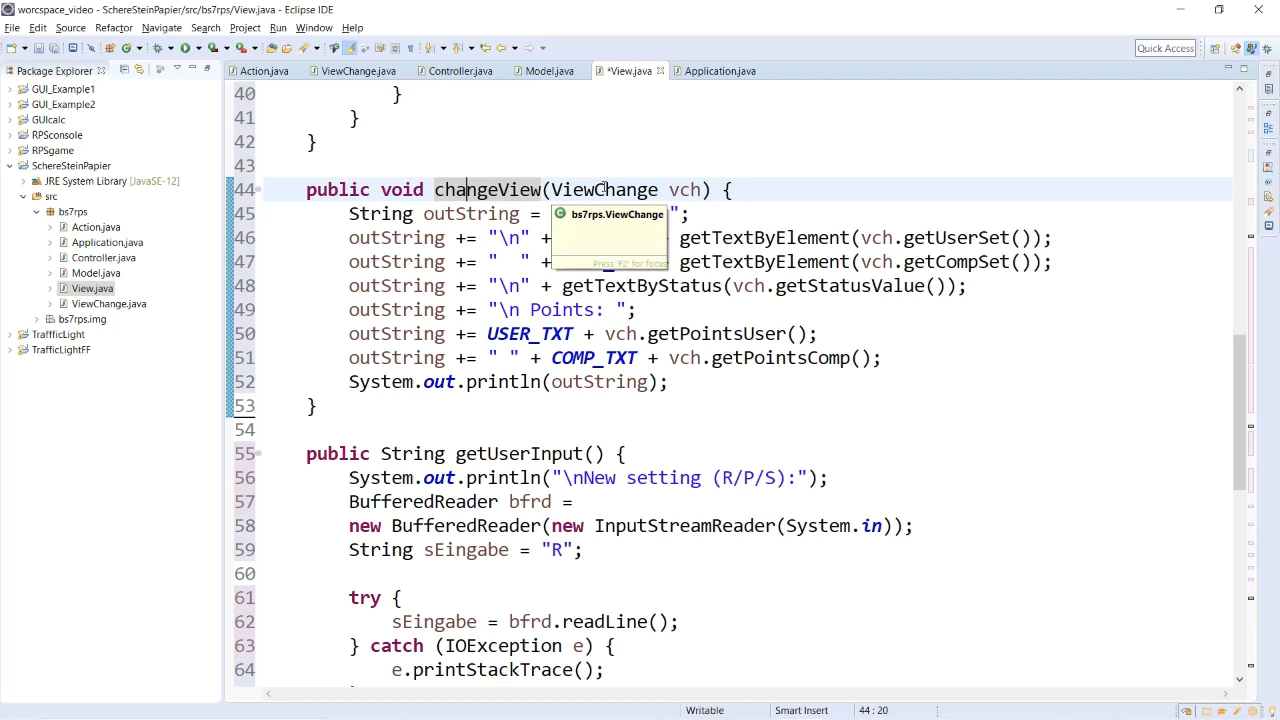 worcspace_video - SchereSteinPapier/src/bs7rps/View.java - Eclipse IDE
File Edit Source Refactor Navigate Search Project Run Window Help
Quick Access
Package Explorer
Action.java ViewChange.java Controller.java Model.java *View.java Application.java
GUI_Example1
GUI_Example2
GUIcalc
RPSconsole
RPSgame
SchereSteinPapier
JRE System Library [JavaSE-12]
src
bs7rps
Action.java
Application.java
Controller.java
Model.java
View.java
ViewChange.java
bs7rps.img
TraffficLight
TrafficLightFF
40 }
41 }
42 }
43
44 public void changeView(ViewChange vch) {
45 String outString = ";
bs7rps.ViewChange
46 outString += "\n" + getTextByElement(vch.getUserSet());
47 outString += " " + getTextByElement(vch.getCompSet());
Press 'F2' for focus
48 outString += "\n" + getTextByStatus(vch.getStatusValue());
49 outString += "\n Points: ";
50 outString += USER_TXT + vch.getPointsUser();
51 outString += " " + COMP_TXT + vch.getPointsComp();
52 System.out.println(outString);
53 }
54
55 public String getUserInput() {
56 System.out.println("\nNew setting (R/P/S):");
57 BufferedReader bfrd =
58 new BufferedReader(new InputStreamReader(System.in));
59 String sEingabe = "R";
60
61 try {
62 sEingabe = bfrd.readLine();
63 } catch (IOException e) {
64 e.printStackTrace();
Writable Smart Insert 44 : 20